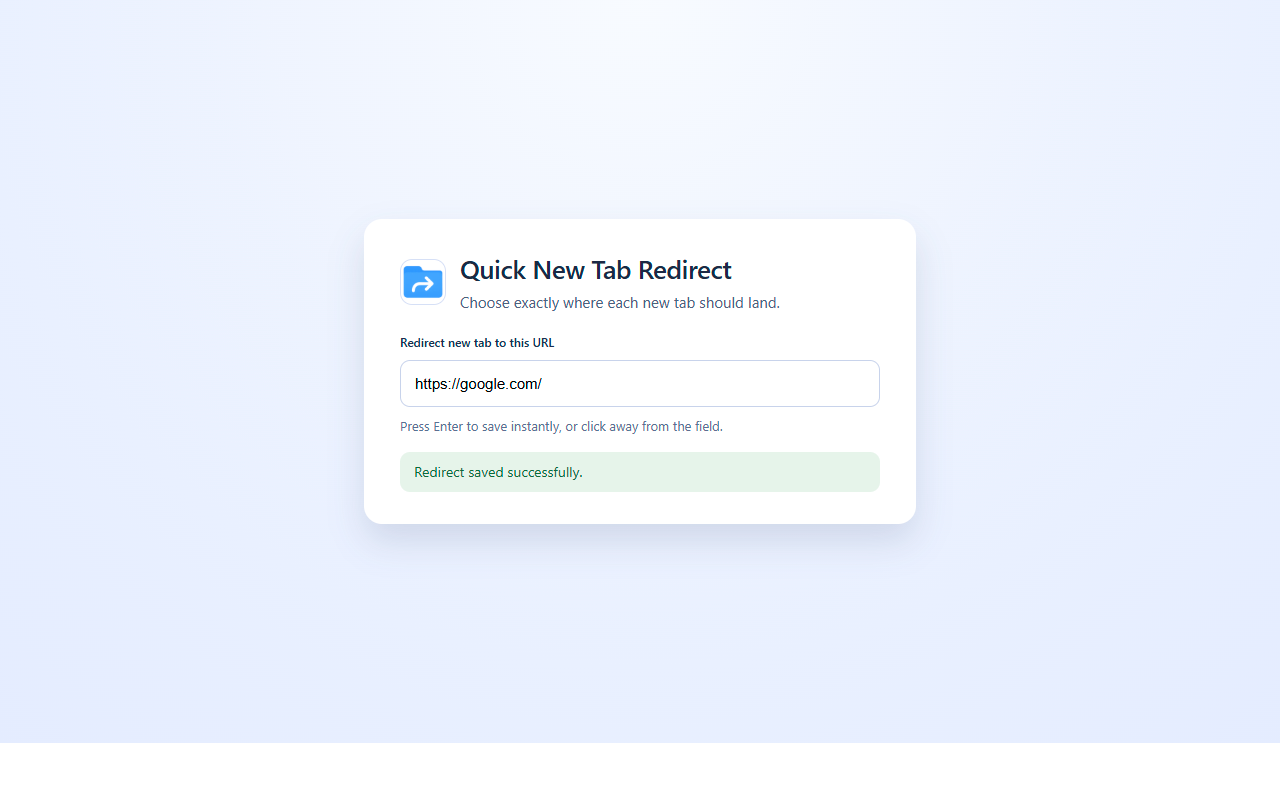 Quick New Tab Redirect
Choose exactly where each new tab should land.
Redirect new tab to this URL
https://google.com/
Press Enter to save instantly, or click away from the field.
Redirect saved successfully.